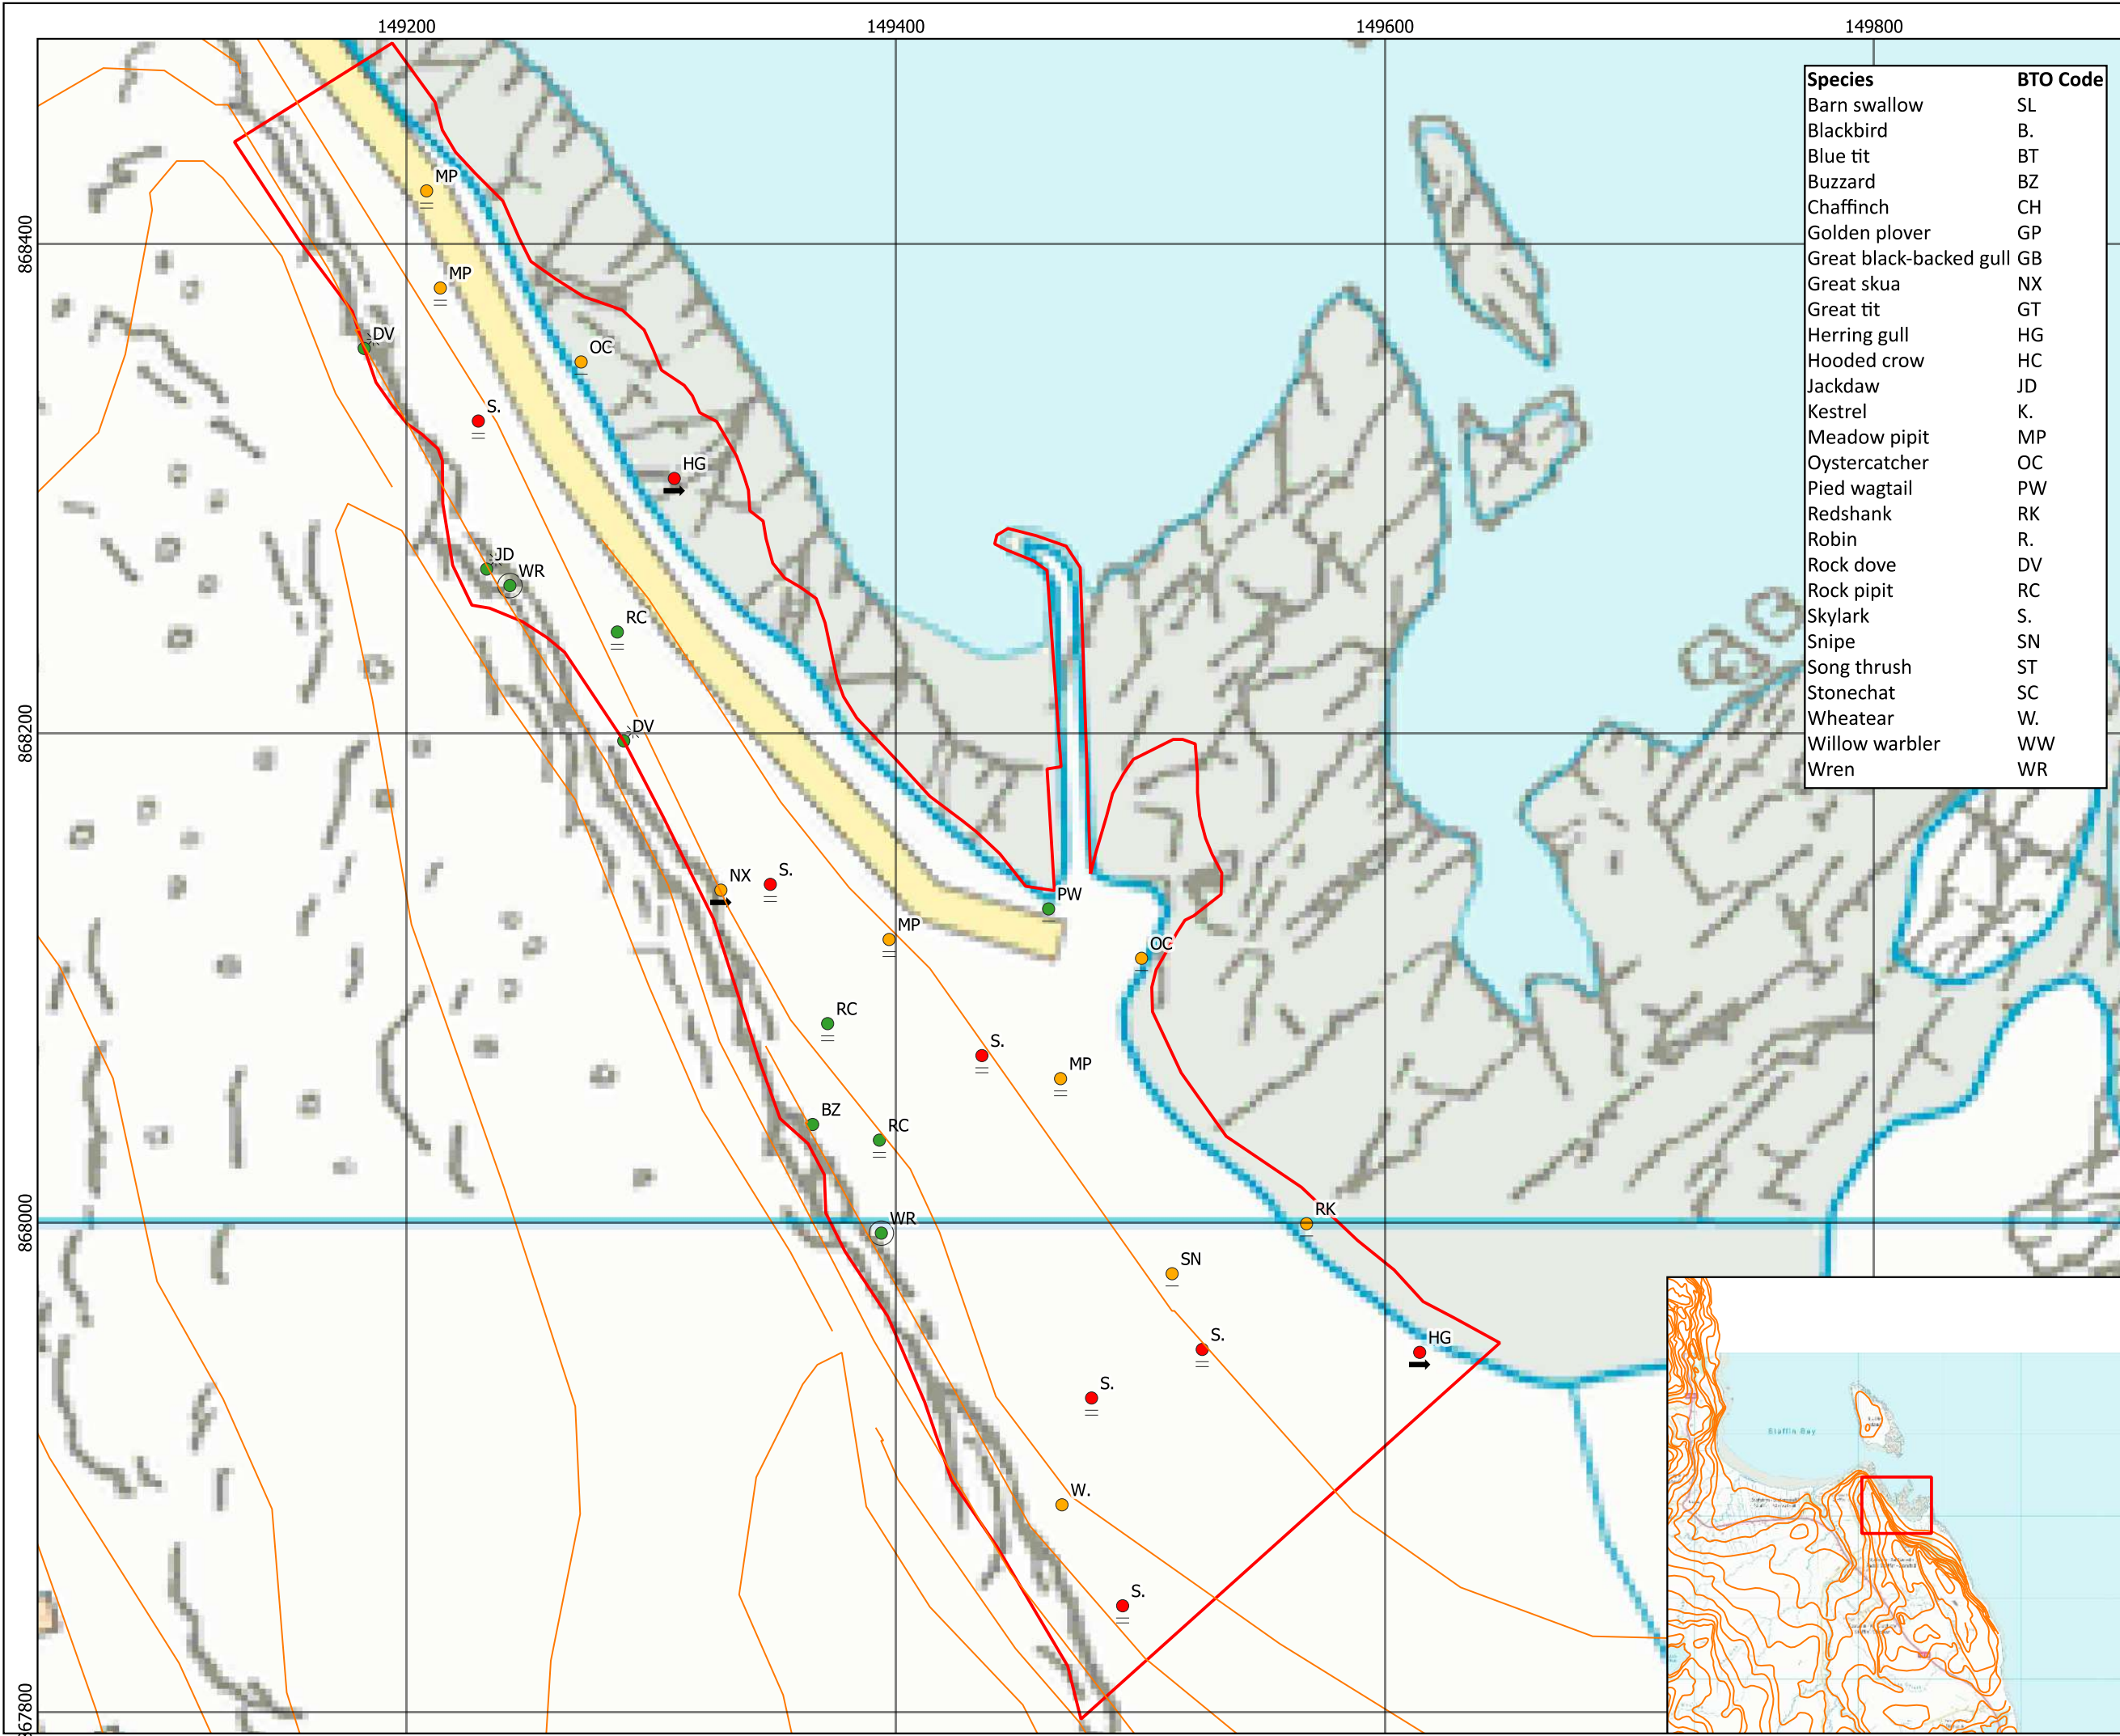 149200 149400 149600 149800
868400
868200
868000
867800
Species BTO Code
Barn swallow SL
Blackbird B.
Blue tit BT
Buzzard BZ
Chaffinch CH
Golden plover GP
Great black-backed gull GB
Great skua NX
Great tit GT
Herring gull HG
Hooded crow HC
Jackdaw JD
Kestrel K.
Meadow pipit MP
Oystercatcher OC
Pied wagtail PW
Redshank RK
Robin R.
Rock dove DV
Rock pipit RC
Skylark S.
Snipe SN
Song thrush ST
Stonechat SC
Wheatear W.
Willow warbler WW
Wren WR
MP
MP
DV
OC
S.
HG
JD
WR
RC
DV
NX
S.
PW
MP
OC
RC
S.
MP
BZ
RC
WR
RK
SN
S.
HG
S.
W.
S.
Staffin Bay